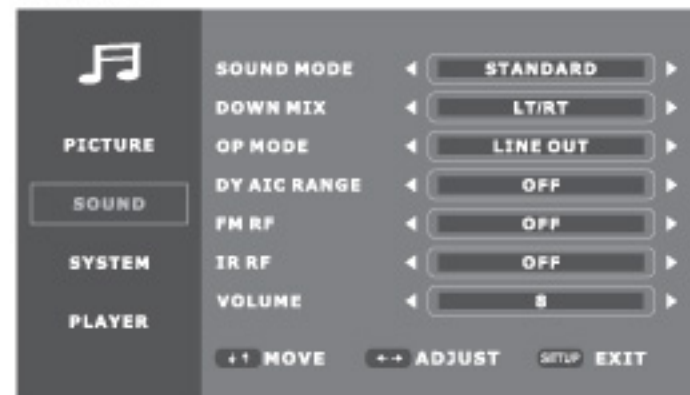 PICTURE
SOUND
SYSTEM
PLAYER
SOUND MODE STANDARD
DOWN MIX LT/RT
OP MODE LINE OUT
DY AIC RANGE OFF
FM RF OFF
IR RF OFF
VOLUME 8
MOVE ADJUST SETUP EXIT